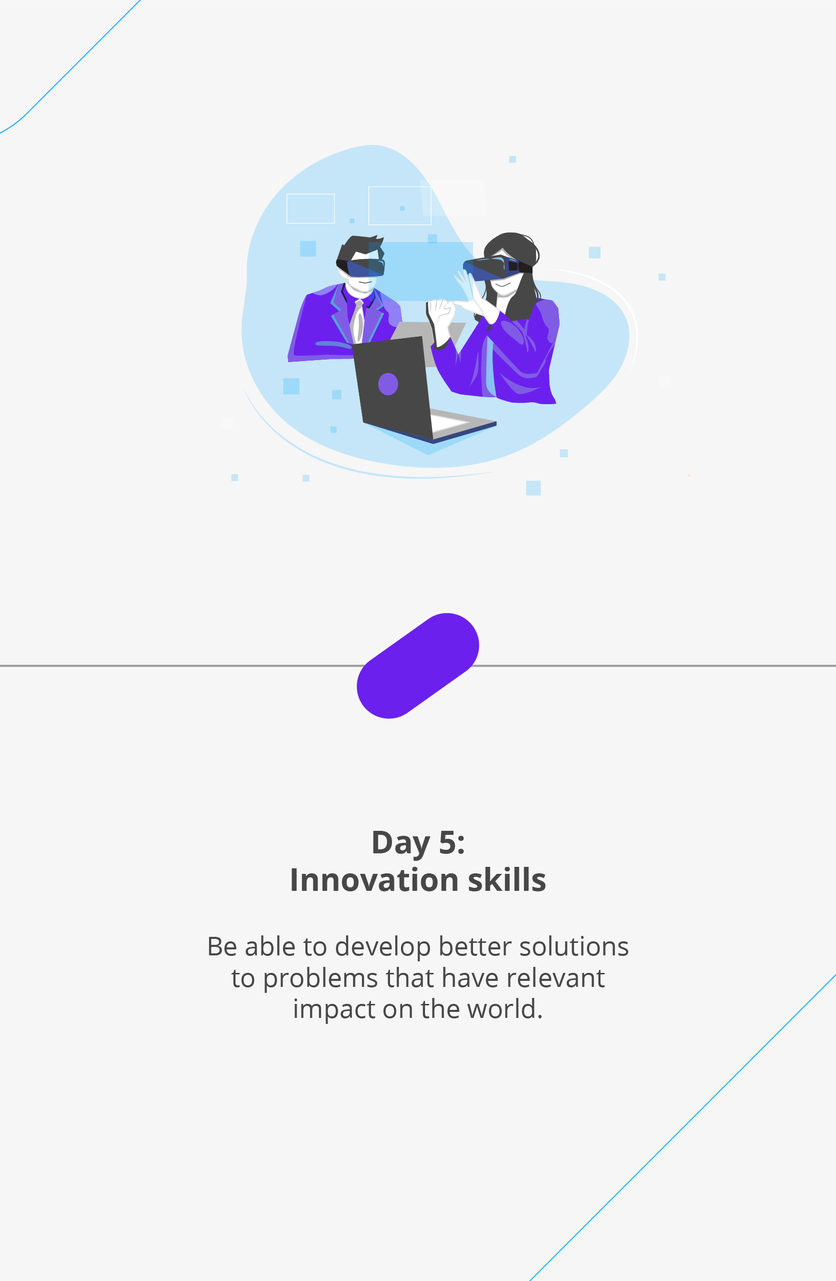 Day 5:
Innovation skills
Be able to develop better solutions
to problems that have relevant
impact on the world.